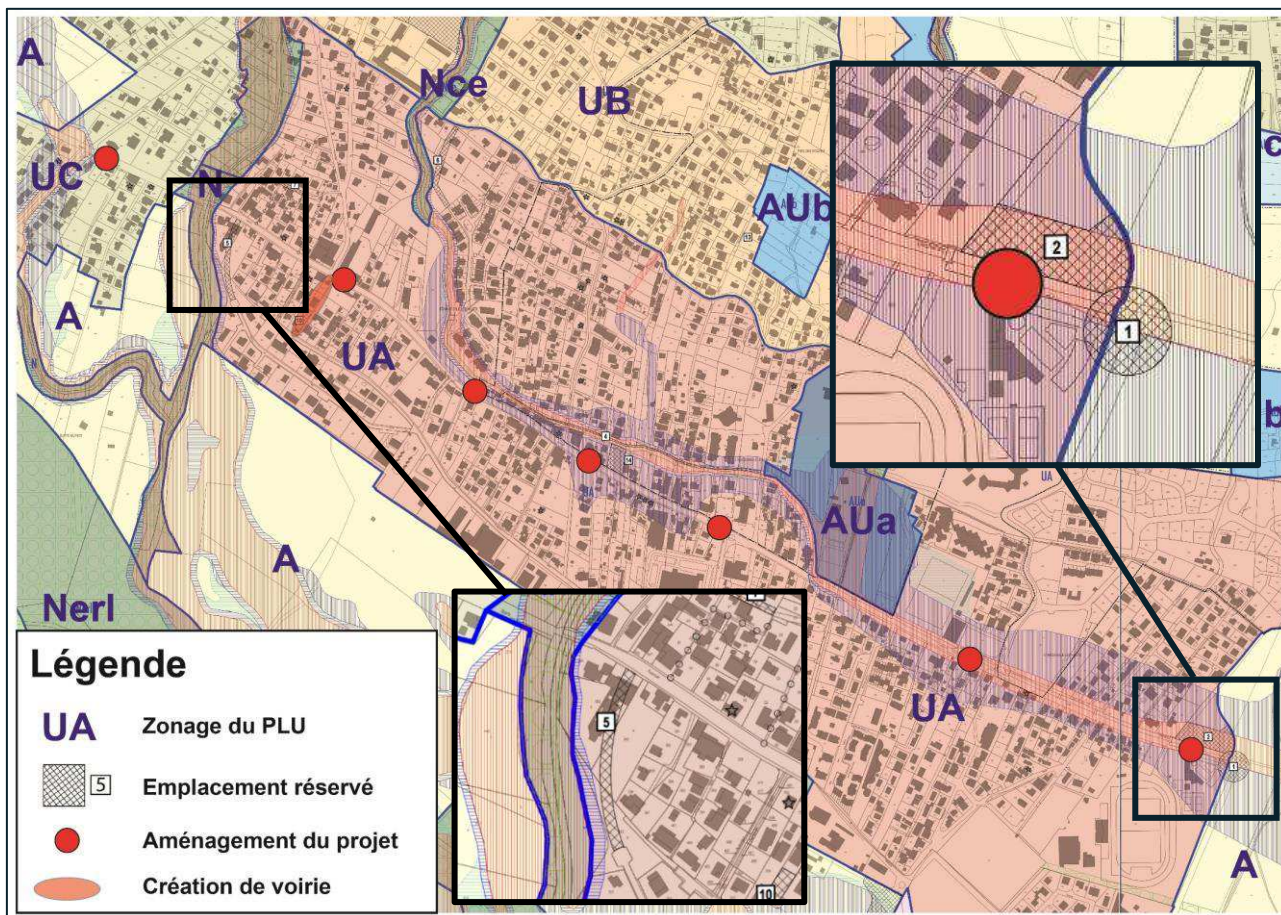 A
Nce
UB
UC
N
AUb
c
2
1
A
UA
b
AUa
A
Nerl
UA
5
10
A
Légende
UA Zonage du PLU
5 Emplacement réservé
Aménagement du projet
Création de voirie